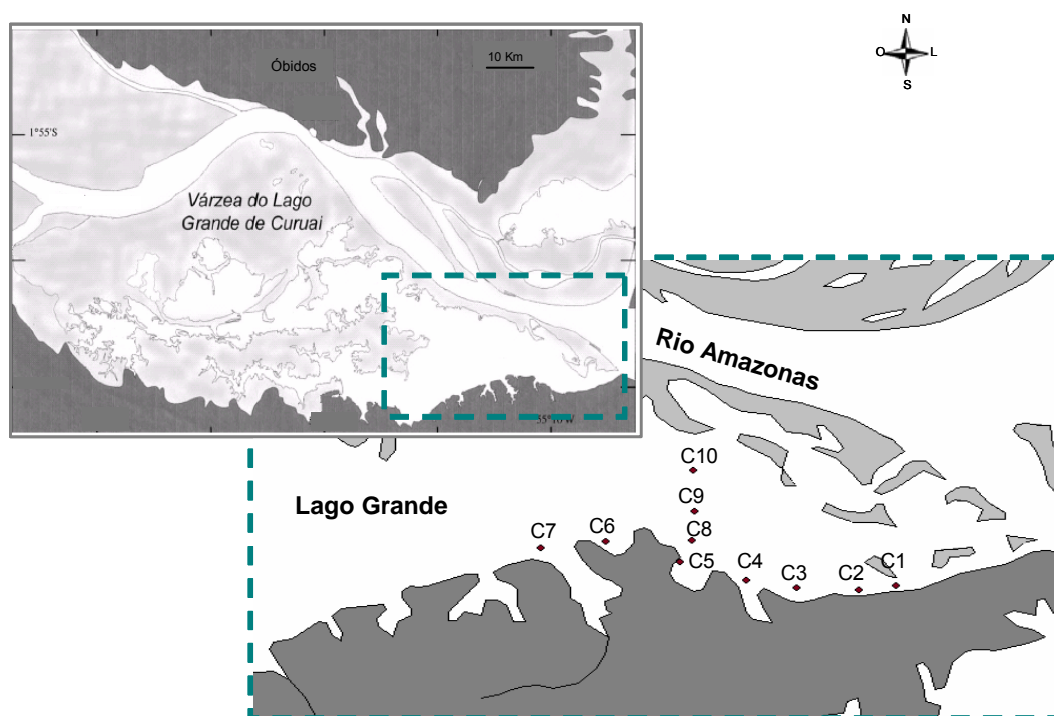 N
O L
S
Óbidos
10 Km
1°55'S
Várzea do Lago
Grande de Curuai
Rio Amazonas
C10
Lago Grande
C9
C8
C7
C6
C5
C4
C3
C2
C1